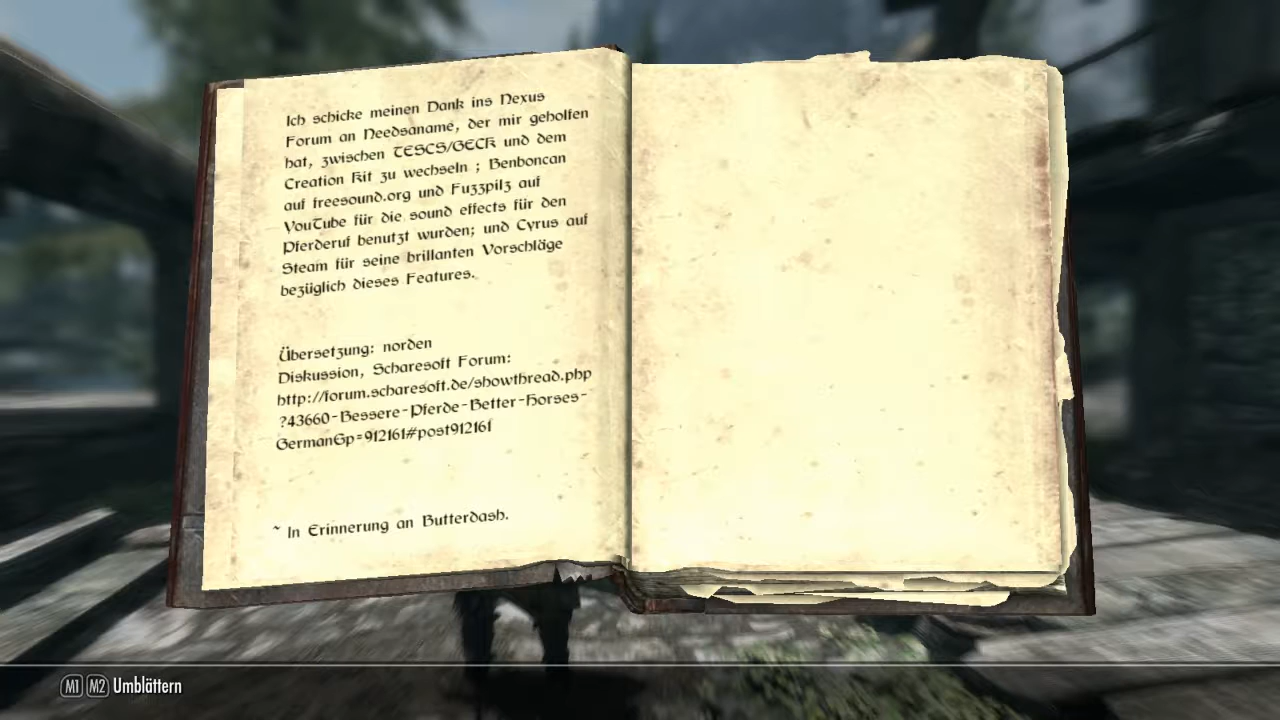 Ich schicke meinen Dank ins Nexus
Forum an Needsaname, der mir geholfen
hat, zwischen TESCS/GECK und dem
Creation Kit zu wechseln ; Benboncan
auf freesound.org und Fuzzpilz auf
YouTube für die sound effects für den
Pferderuf benutzt wurden; und Cyrus auf
Steam für seine brillanten Vorschläge
bezüglich dieses Features.
Übersetzung: norden
Diskussion, Scharesoft Forum:
http://forum.scharesoft.de/showthread.php
?43660-Bessere-Pferde-Better-Horses-
GermanGp=912161#post912161
~ In Erinnerung an Butterdash.
M1 M2 Umblättern